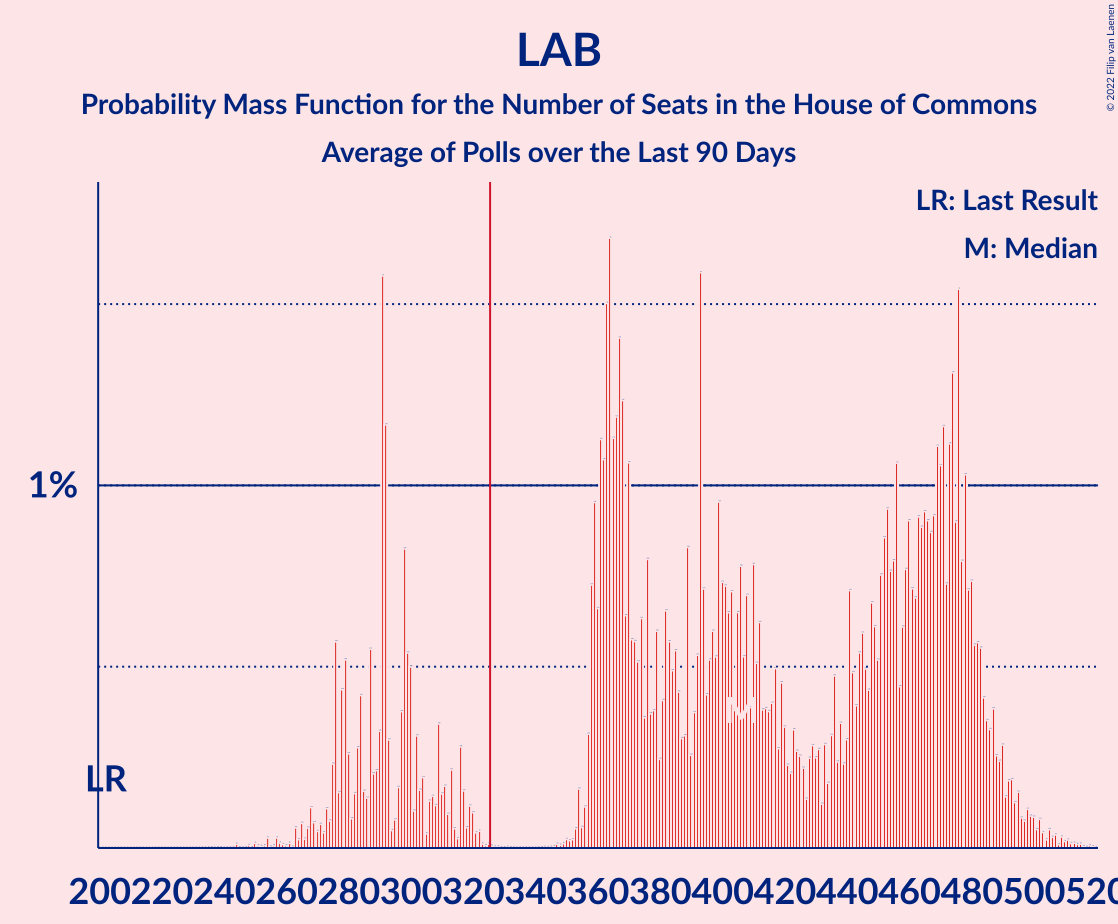 LAB
Probability Mass Function for the Number of Seats in the House of Commons
Average of Polls over the Last 90 Days
© 2022 Filip van Laenen
LR: Last Result
M: Median
1%
M
LR
200220240260280300320340360380400420440460480500520